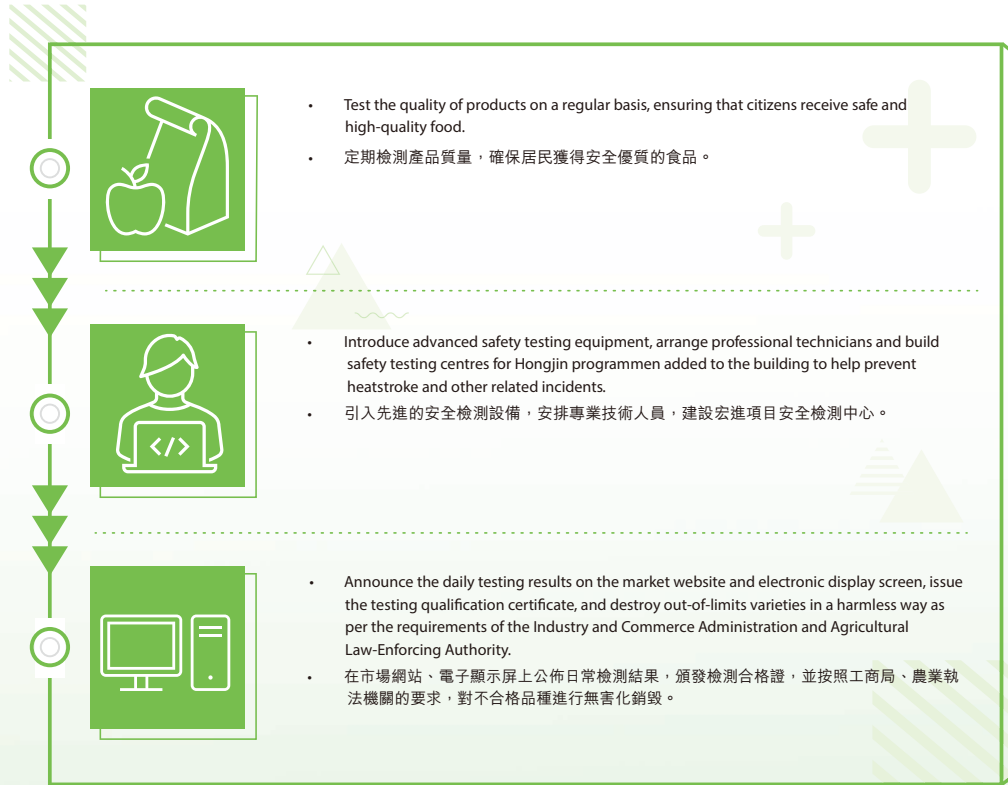 • Test the quality of products on a regular basis, ensuring that citizens receive safe and
high-quality food.
• 定期檢測產品質量，確保居民獲得安全優質的食品。
• Introduce advanced safety testing equipment, arrange professional technicians and build
safety testing centres for Hongjin programmen added to the building to help prevent
heatstroke and other related incidents.
• 引入先進的安全檢測設備，安排專業技術人員，建設宏進項目安全檢測中心。
</>
• Announce the daily testing results on the market website and electronic display screen, issue
the testing qualification certificate, and destroy out-of-limits varieties in a harmless way as
per the requirements of the Industry and Commerce Administration and Agricultural
Law-Enforcing Authority.
• 在市場網站、電子顯示屏上公佈日常檢測結果，頒發檢測合格證，並按照工商局、農業執
法機關的要求，對不合格品種進行無害化銷毀。